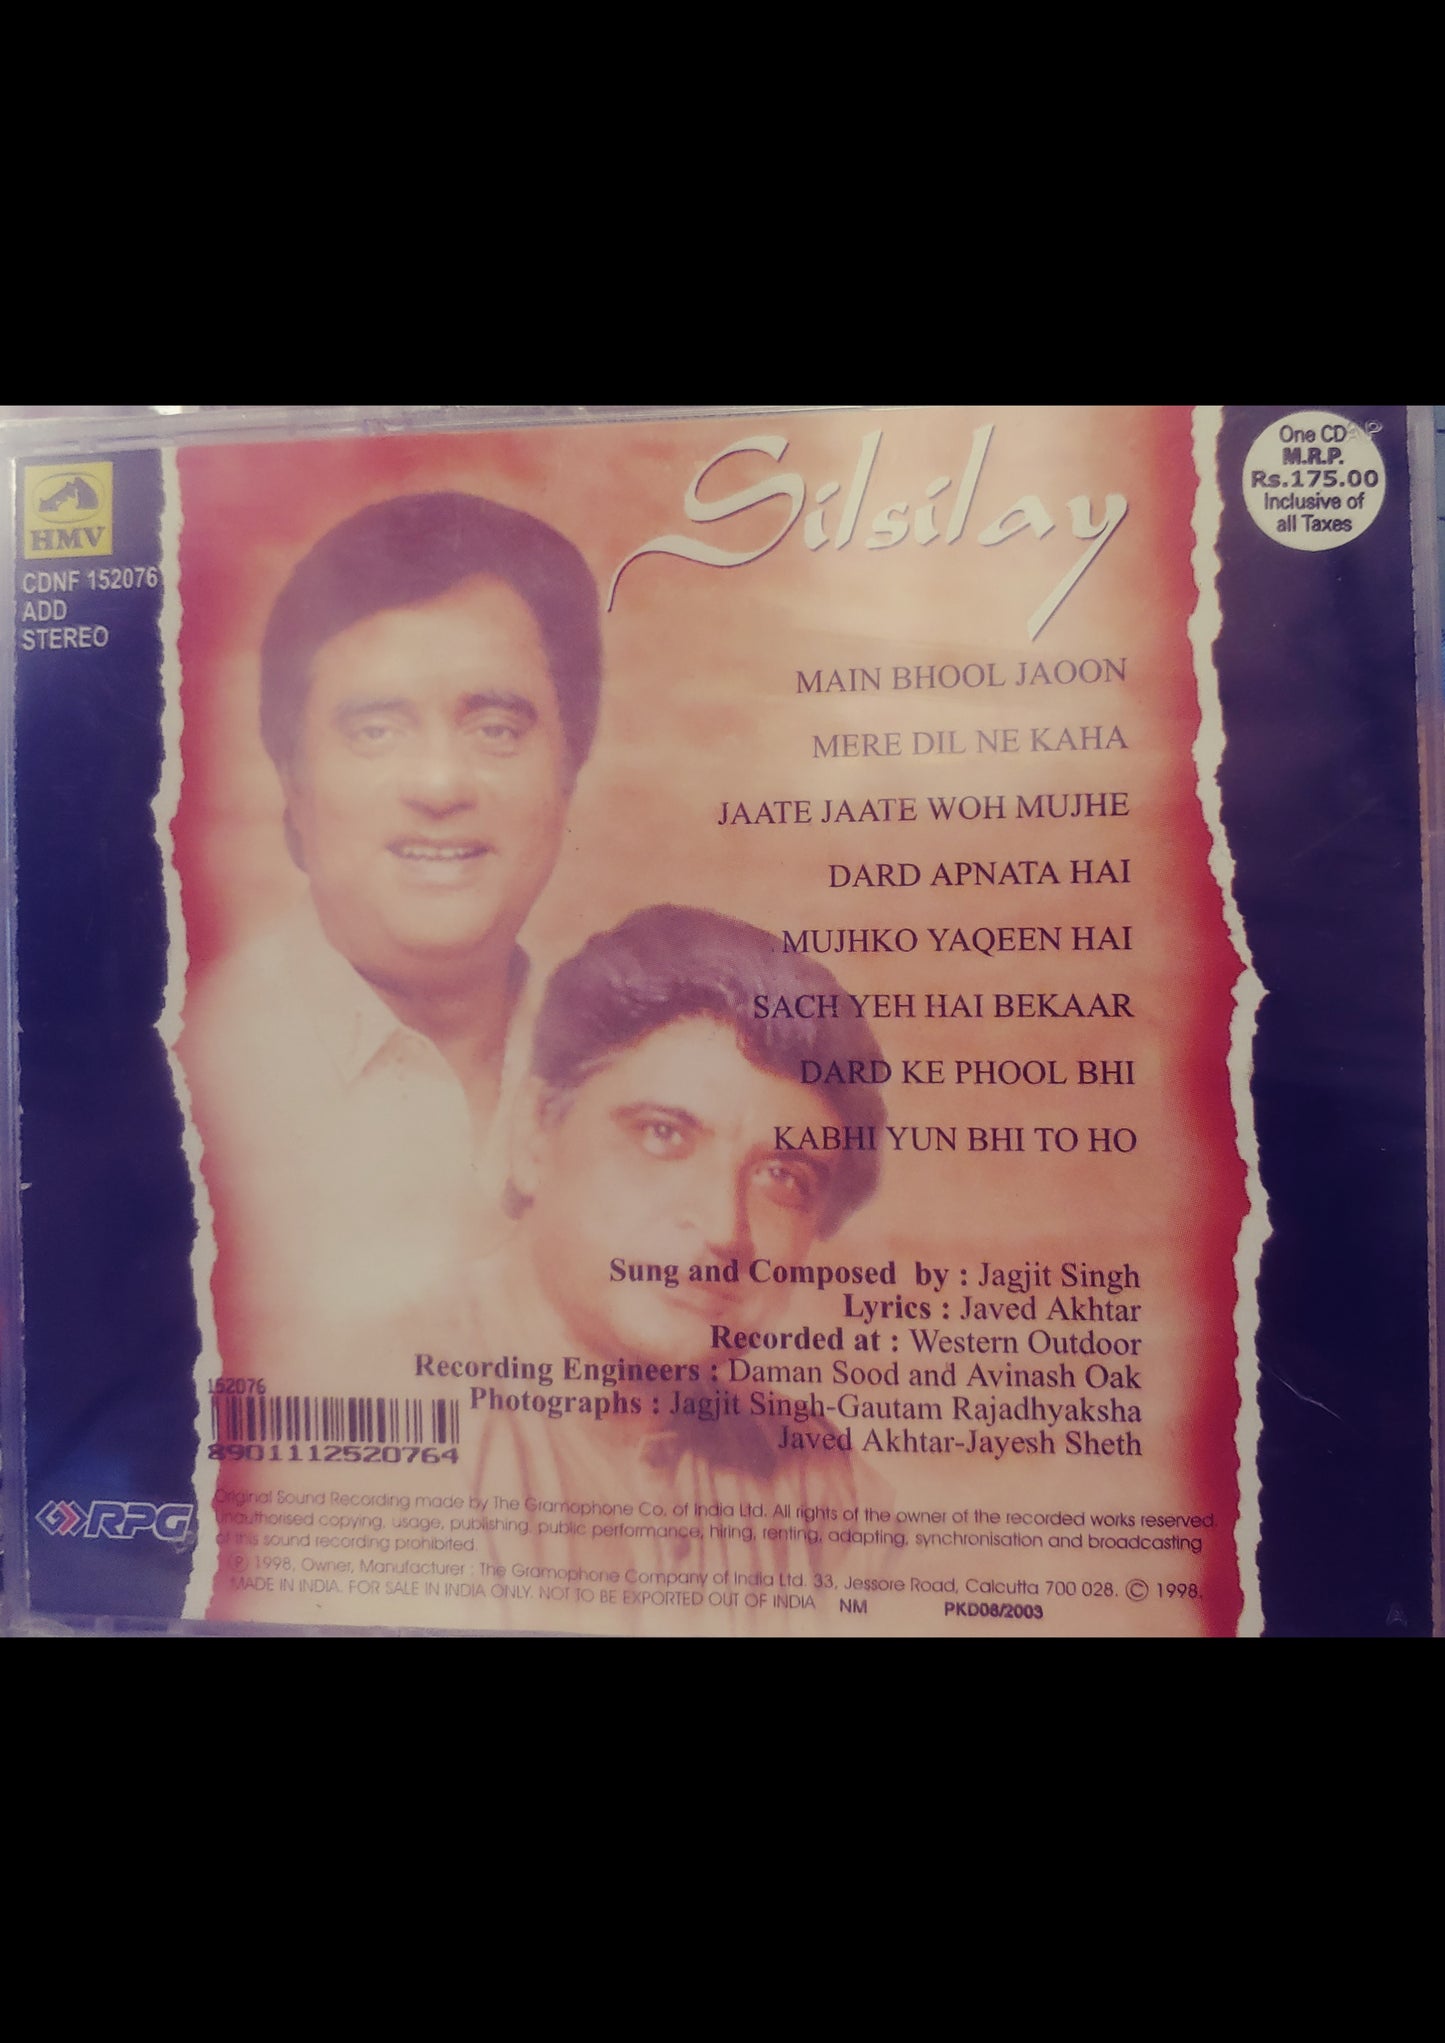 HMV
CDNF 152076
ADD
STEREO
Silsilay
One CD
M.R.P.
Rs.175.00
Inclusive of
all Taxes
MAIN BHOOL JAOON
MERE DIL NE KAHA
JAATE JAATE WOH MUJHE
DARD APNATA HAI
MUJHKO YAQEEN HAI
SACH YEH HAI BEKAAR
DARD KE PHOOL BHI
KABHI YUN BHI TO HO
Sung and Composed by : Jagjit Singh
Lyrics : Javed Akhtar
Recorded at : Western Outdoor
Recording Engineers : Daman Sood and Avinash Oak
Photographs : Jagjit Singh-Gautam Rajadhyaksha
Javed Akhtar-Jayesh Sheth
152076
8901112520764
RPG
Original Sound Recording made by The Gramophone Co. of India Ltd. All rights of the owner of the recorded works reserved.
Unauthorised copying, usage, publishing, public performance, hiring, renting, adapting, synchronisation and broadcasting
of this sound recording prohibited.
℗ 1998, Owner, Manufacturer : The Gramophone Company of India Ltd. 33, Jessore Road, Calcutta 700 028. © 1998,
MADE IN INDIA. FOR SALE IN INDIA ONLY. NOT TO BE EXPORTED OUT OF INDIA NM PKD08/2003